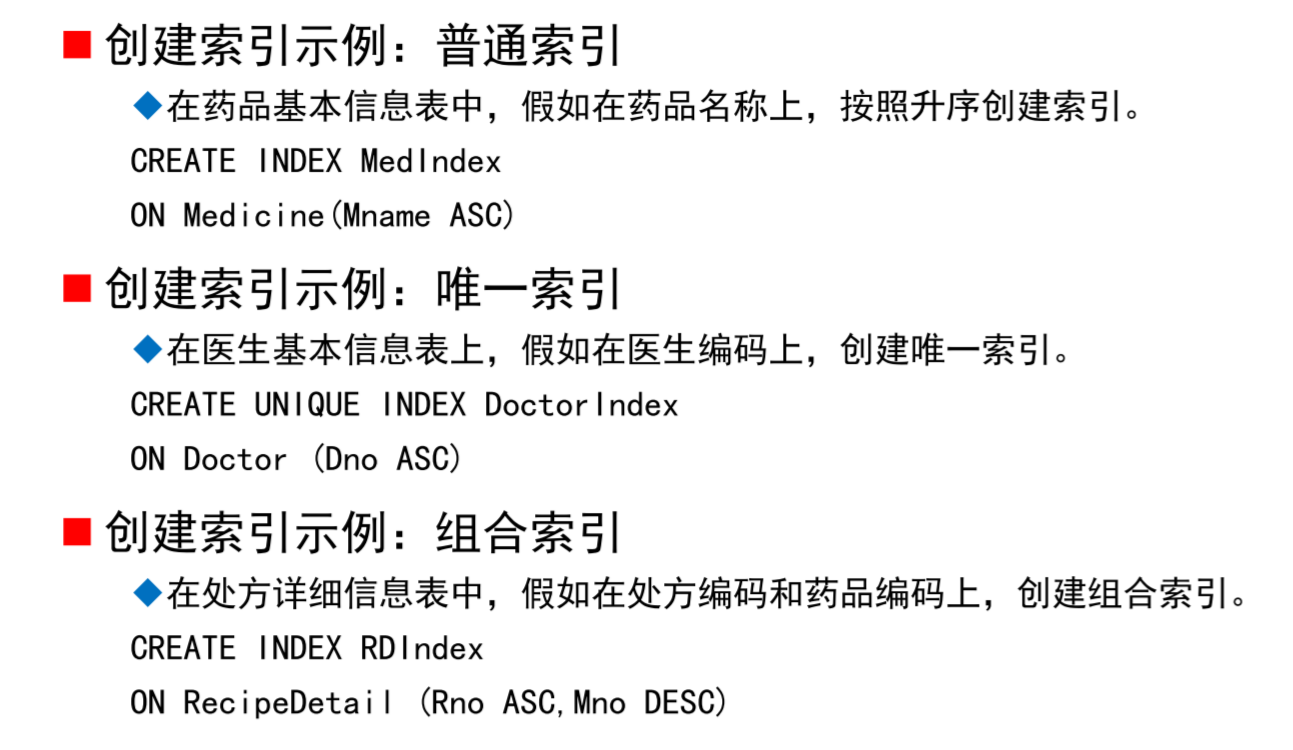 创建索引示例：普通索引
在药品基本信息表中，假如在药品名称上，按照升序创建索引。
CREATE INDEX MedIndex
ON Medicine(Mname ASC)
创建索引示例：唯一索引
在医生基本信息表上，假如在医生编码上，创建唯一索引。
CREATE UNIQUE INDEX DoctorIndex
ON Doctor (Dno ASC)
创建索引示例：组合索引
在处方详细信息表中，假如在处方编码和药品编码上，创建组合索引。
CREATE INDEX RDIndex
ON RecipeDetail (Rno ASC,Mno DESC)